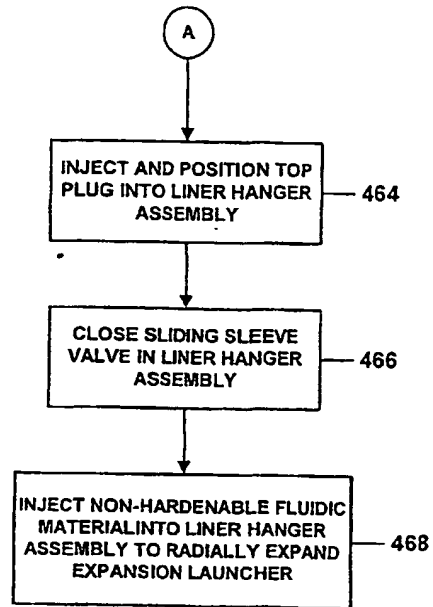 A
INJECT AND POSITION TOP
PLUG INTO LINER HANGER
ASSEMBLY
464
CLOSE SLIDING SLEEVE
VALVE IN LINER HANGER
ASSEMBLY
466
INJECT NON-HARDENABLE FLUIDIC
MATERIALINTO LINER HANGER
ASSEMBLY TO RADIALLY EXPAND
EXPANSION LAUNCHER
468